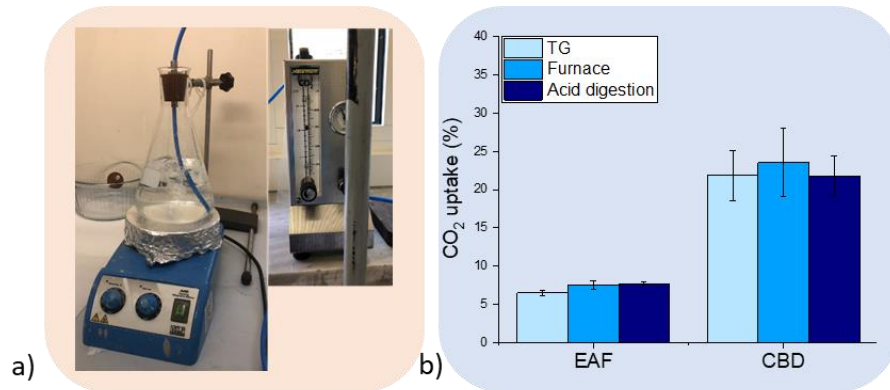 a)
b)
CO₂ uptake (%)
40
35
30
25
20
15
10
5
0
TG
Furnace
Acid digestion
EAF
CBD